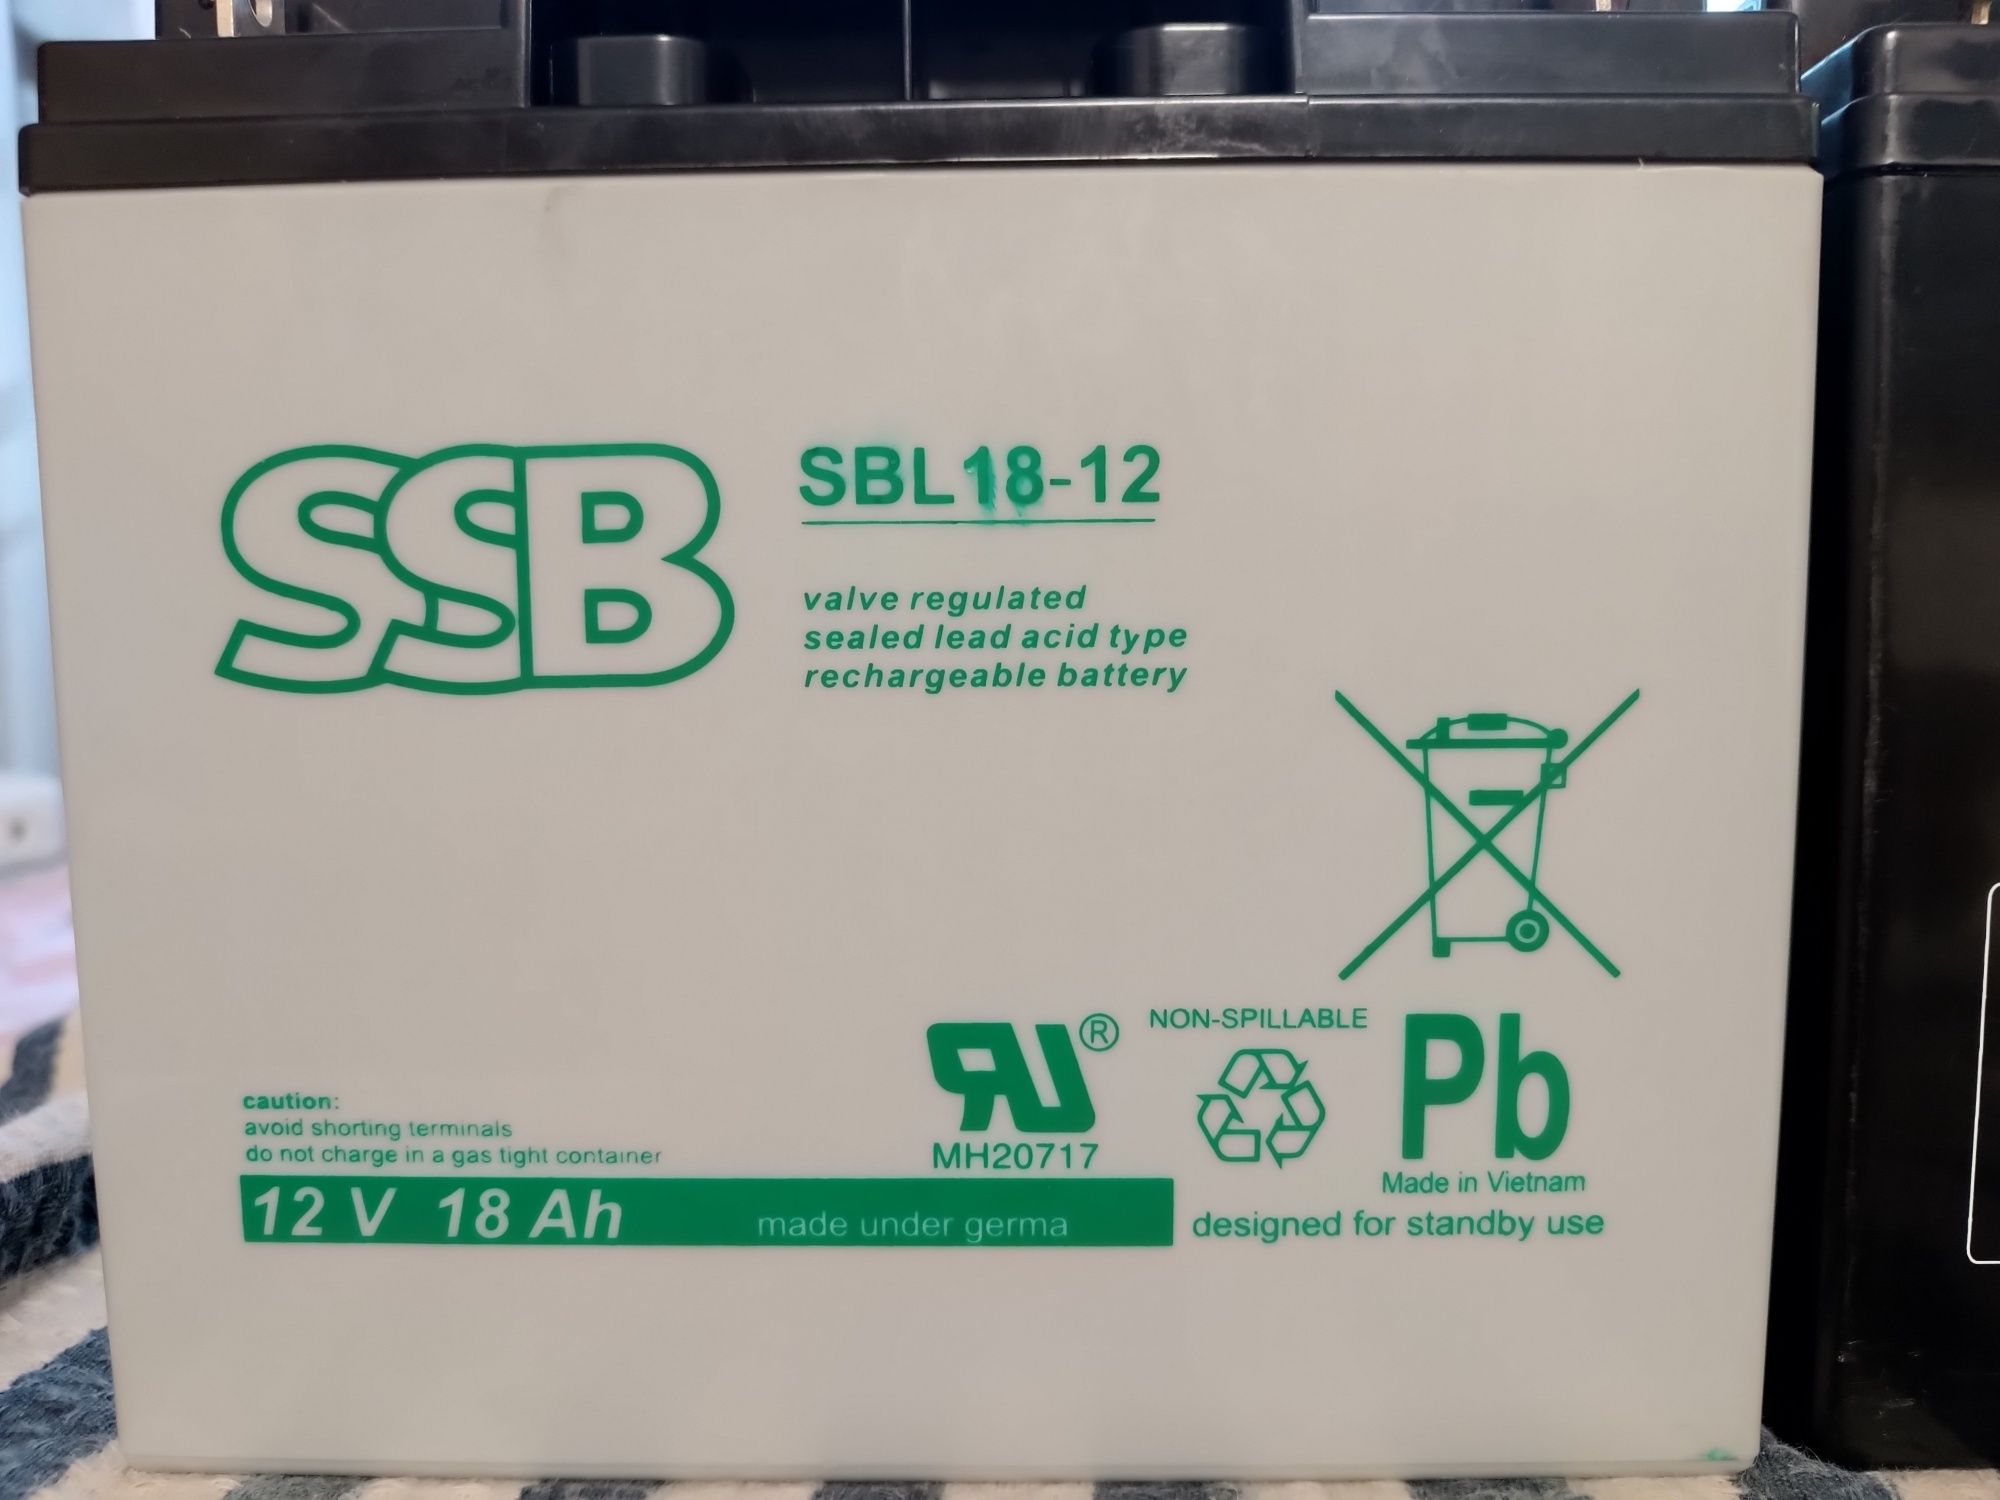 SSB
SBL18-12
valve regulated
sealed lead acid type
rechargeable battery
NON-SPILLABLE
RU®
MH20717
Pb
Made in Vietnam
caution:
avoid shorting terminals
do not charge in a gas tight container
12 V 18 Ah
made under germa
designed for standby use